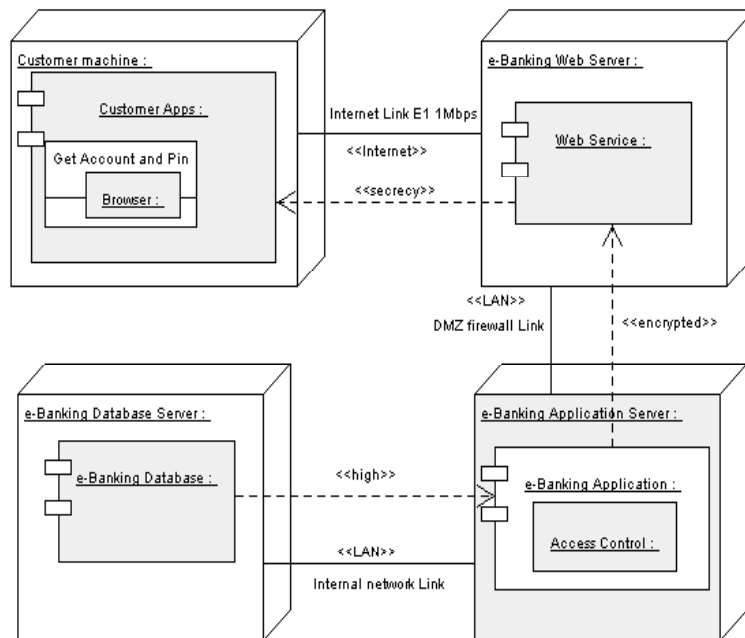 Customer machine :
Customer Apps :
Get Account and Pin
Browser :
Internet Link E1 1Mbps
<<Internet>>
<<secrecy>>
e-Banking Web Server :
Web Service :
<<LAN>>
DMZ firewall Link
<<encrypted>>
e-Banking Database Server :
e-Banking Database :
<<high>>
<<LAN>>
Internal network Link
e-Banking Application Server :
e-Banking Application :
Access Control :